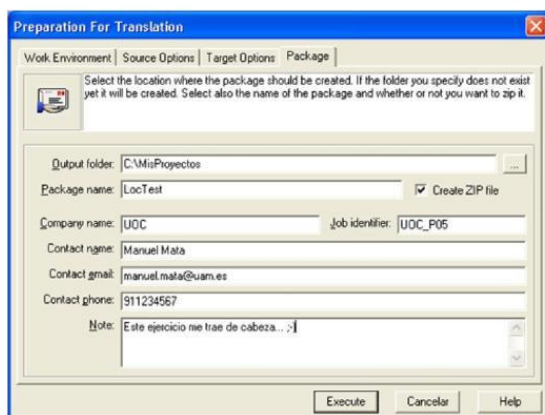 Preparation For Translation
Work Environment Source Options Target Options Package
Select the location where the package should be created. If the folder you specify does not exist
yet it will be created. Select also the name of the package and whether or not you want to zip it.
Output folder: C:\MisProyectos ...
Package name: LocTest Create ZIP file
Company name: UOC Job identifier: UOC_P05
Contact name: Manuel Mata
Contact email: manuel.mata@uam.es
Contact phone: 911234567
Note: Este ejercicio me trae de cabeza... ;-)
Execute Cancelar Help